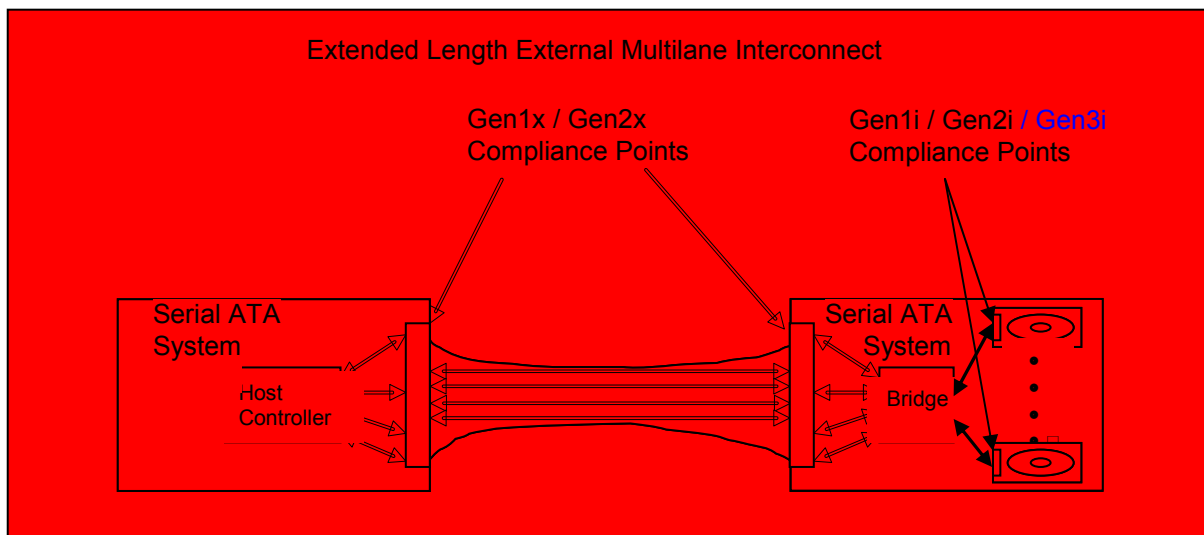 Extended Length External Multilane Interconnect
Gen1x / Gen2x
Compliance Points
Gen1i / Gen2i / Gen3i
Compliance Points
Serial ATA
System
Host
Controller
Serial ATA
System
Bridge